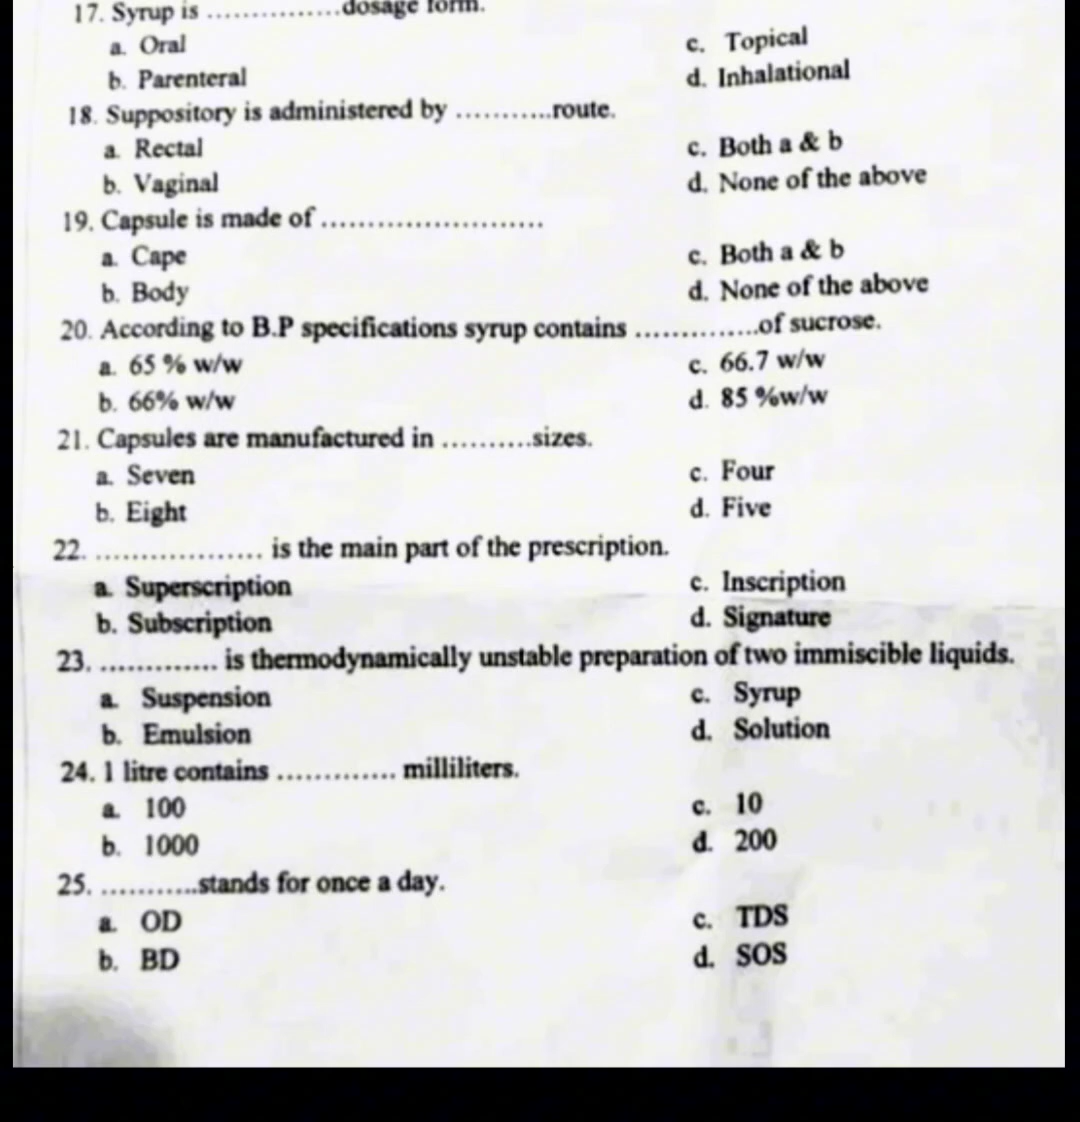 17. Syrup is ...............dosage form.
a. Oral
c. Topical
b. Parenteral
d. Inhalational
18. Suppository is administered by ...........route.
a. Rectal
c. Both a & b
b. Vaginal
d. None of the above
19. Capsule is made of ........................
a. Cape
c. Both a & b
b. Body
d. None of the above
20. According to B.P specifications syrup contains ..............of sucrose.
a. 65 % w/w
c. 66.7 w/w
b. 66% w/w
d. 85 %w/w
21. Capsules are manufactured in ..........sizes.
a. Seven
c. Four
b. Eight
d. Five
22. .................. is the main part of the prescription.
a. Superscription
c. Inscription
b. Subscription
d. Signature
23. ............. is thermodynamically unstable preparation of two immiscible liquids.
a. Suspension
c. Syrup
b. Emulsion
d. Solution
24. 1 litre contains ............. milliliters.
a. 100
c. 10
b. 1000
d. 200
25. ...........stands for once a day.
a. OD
c. TDS
b. BD
d. SOS